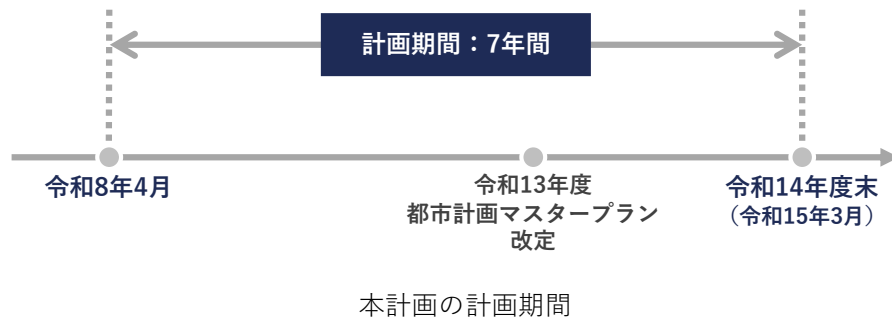 計画期間：7年間
令和8年4月
令和13年度
都市計画マスタープラン
改定
令和14年度末
（令和15年3月）
本計画の計画期間